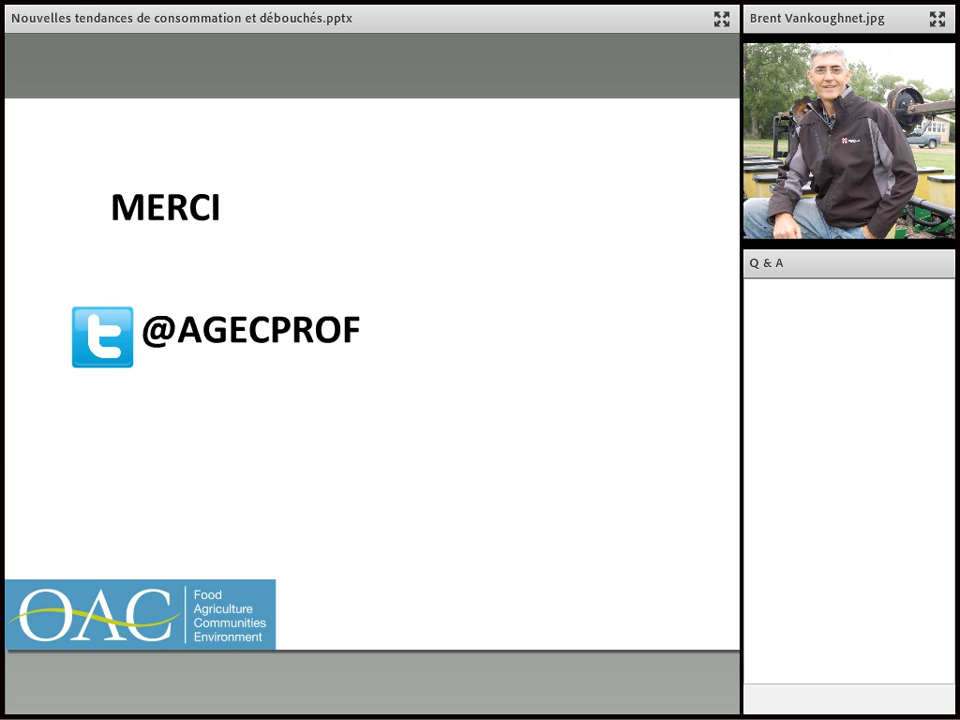 Nouvelles tendances de consommation et débouchés.pptx
MERCI
@AGECPROF
OAC
Food
Agriculture
Communities
Environment
Brent Vankoughnet.jpg
Q & A